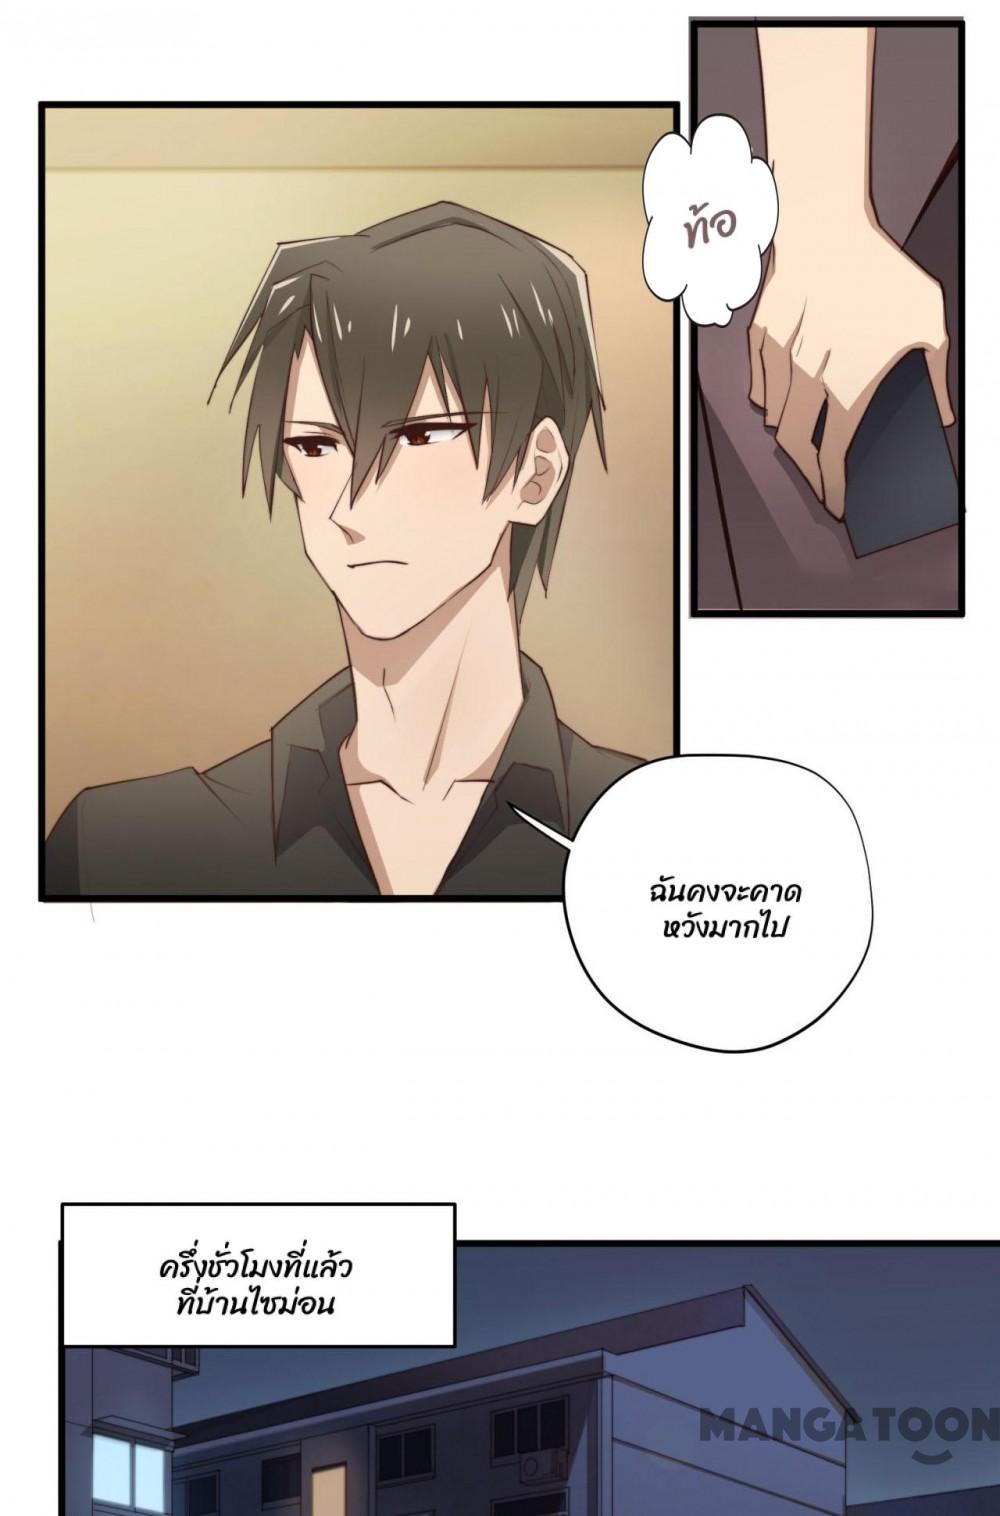 ท้อ
ฉันคงจะคาด
หวังมากไป
ครึ่งชั่วโมงที่แล้ว
ที่บ้านไซม่อน
MANGATOON